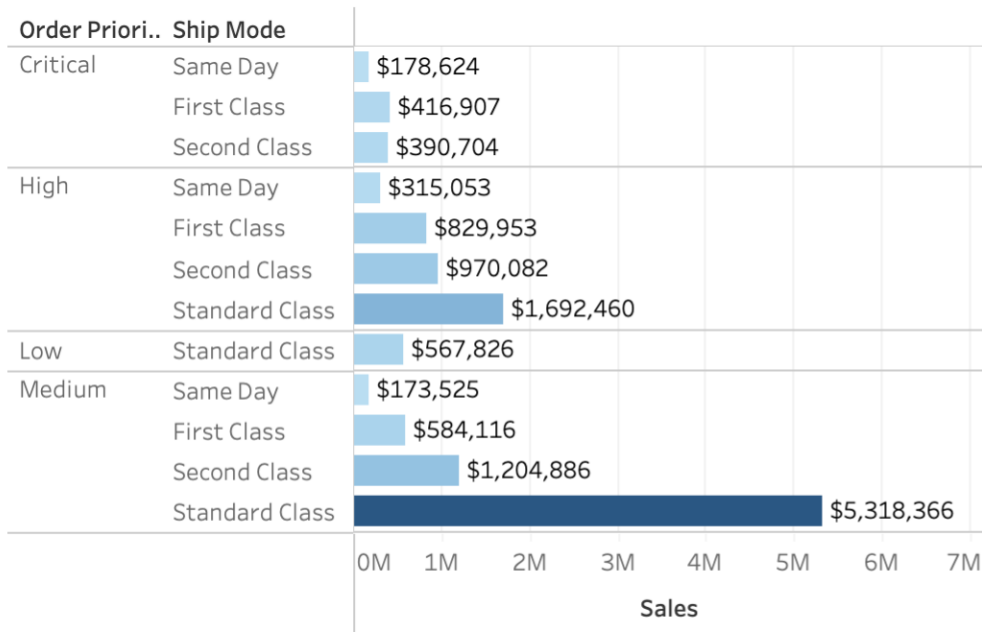 Order Priori.. Ship Mode
Critical Same Day $178,624
First Class $416,907
Second Class $390,704
High Same Day $315,053
First Class $829,953
Second Class $970,082
Standard Class $1,692,460
Low Standard Class $567,826
Medium Same Day $173,525
First Class $584,116
Second Class $1,204,886
Standard Class $5,318,366
0M 1M 2M 3M 4M 5M 6M 7M
Sales